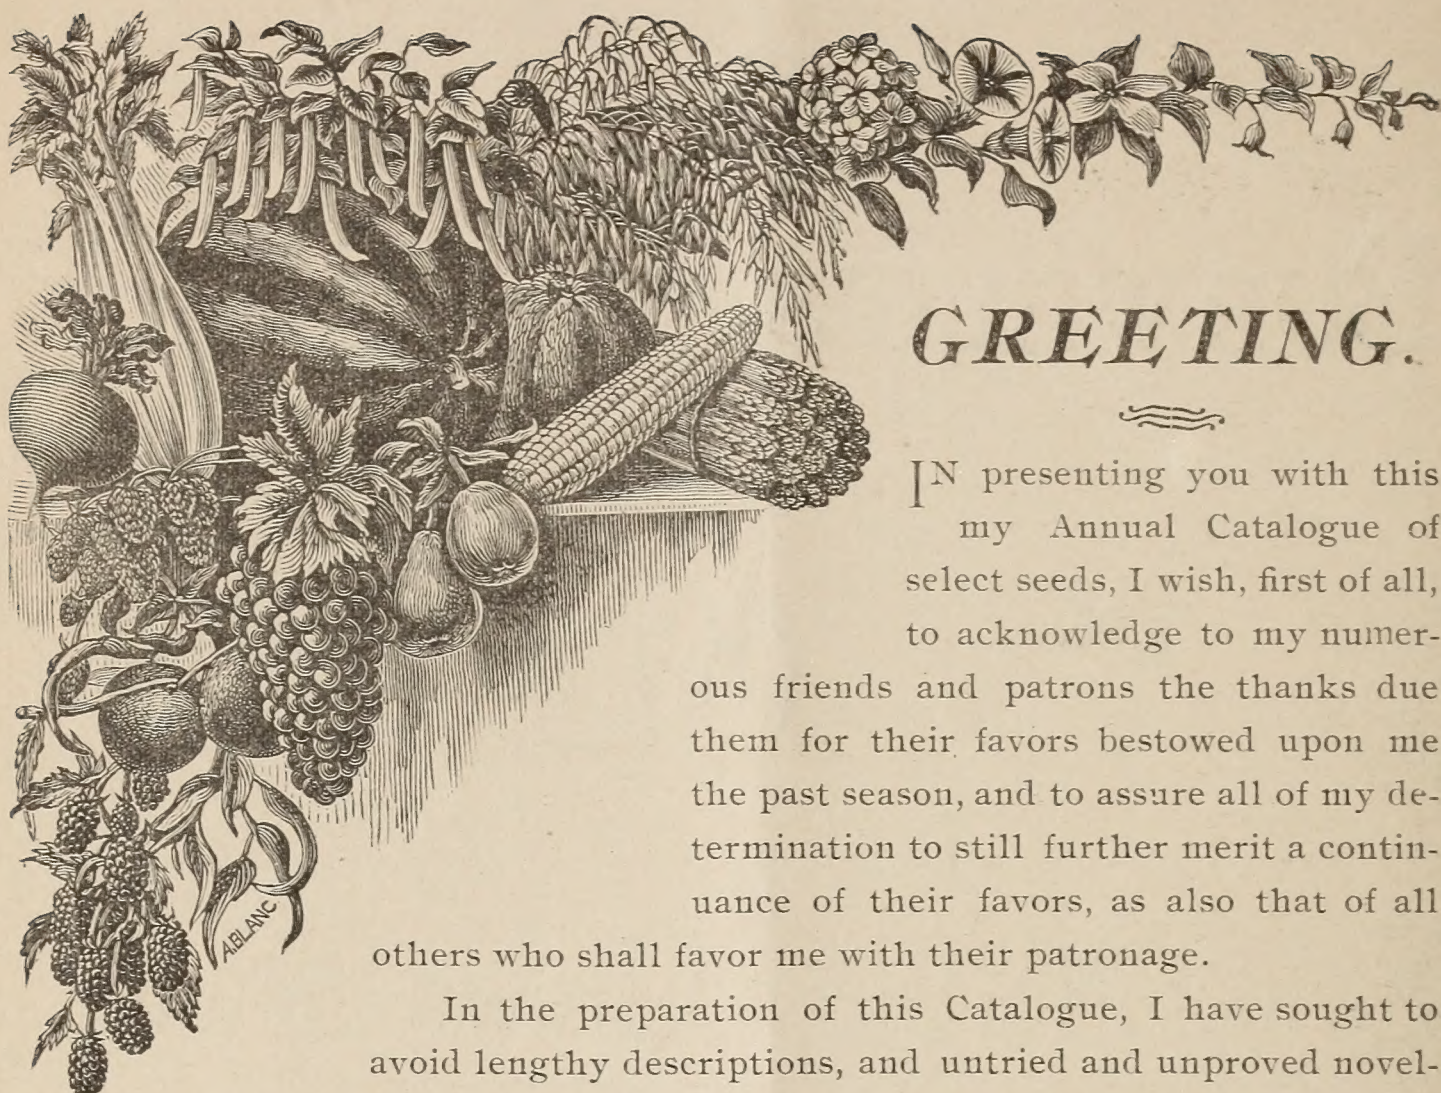 GREETING.
IN presenting you with this
my Annual Catalogue of
select seeds, I wish, first of all,
to acknowledge to my numer-
ous friends and patrons the thanks due
them for their favors bestowed upon me
the past season, and to assure all of my de-
termination to still further merit a contin-
uance of their favors, as also that of all
A.BLANC
others who shall favor me with their patronage.
In the preparation of this Catalogue, I have sought to
avoid lengthy descriptions, and untried and unproved novel-